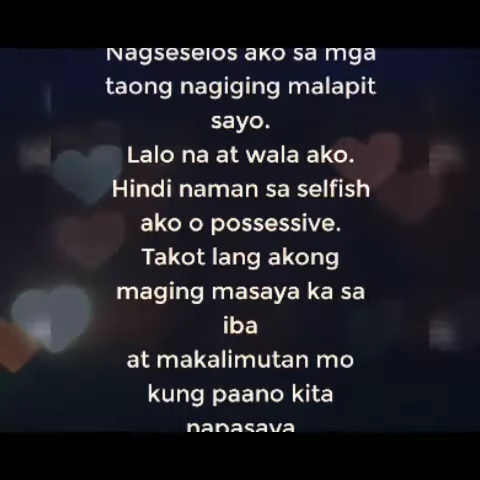 Nagseselos ako sa mga
taong nagiging malapit
sayo.
Lalo na at wala ako.
Hindi naman sa selfish
ako o possessive.
Takot lang akong
maging masaya ka sa
iba
at makalimutan mo
kung paano kita
napasaya